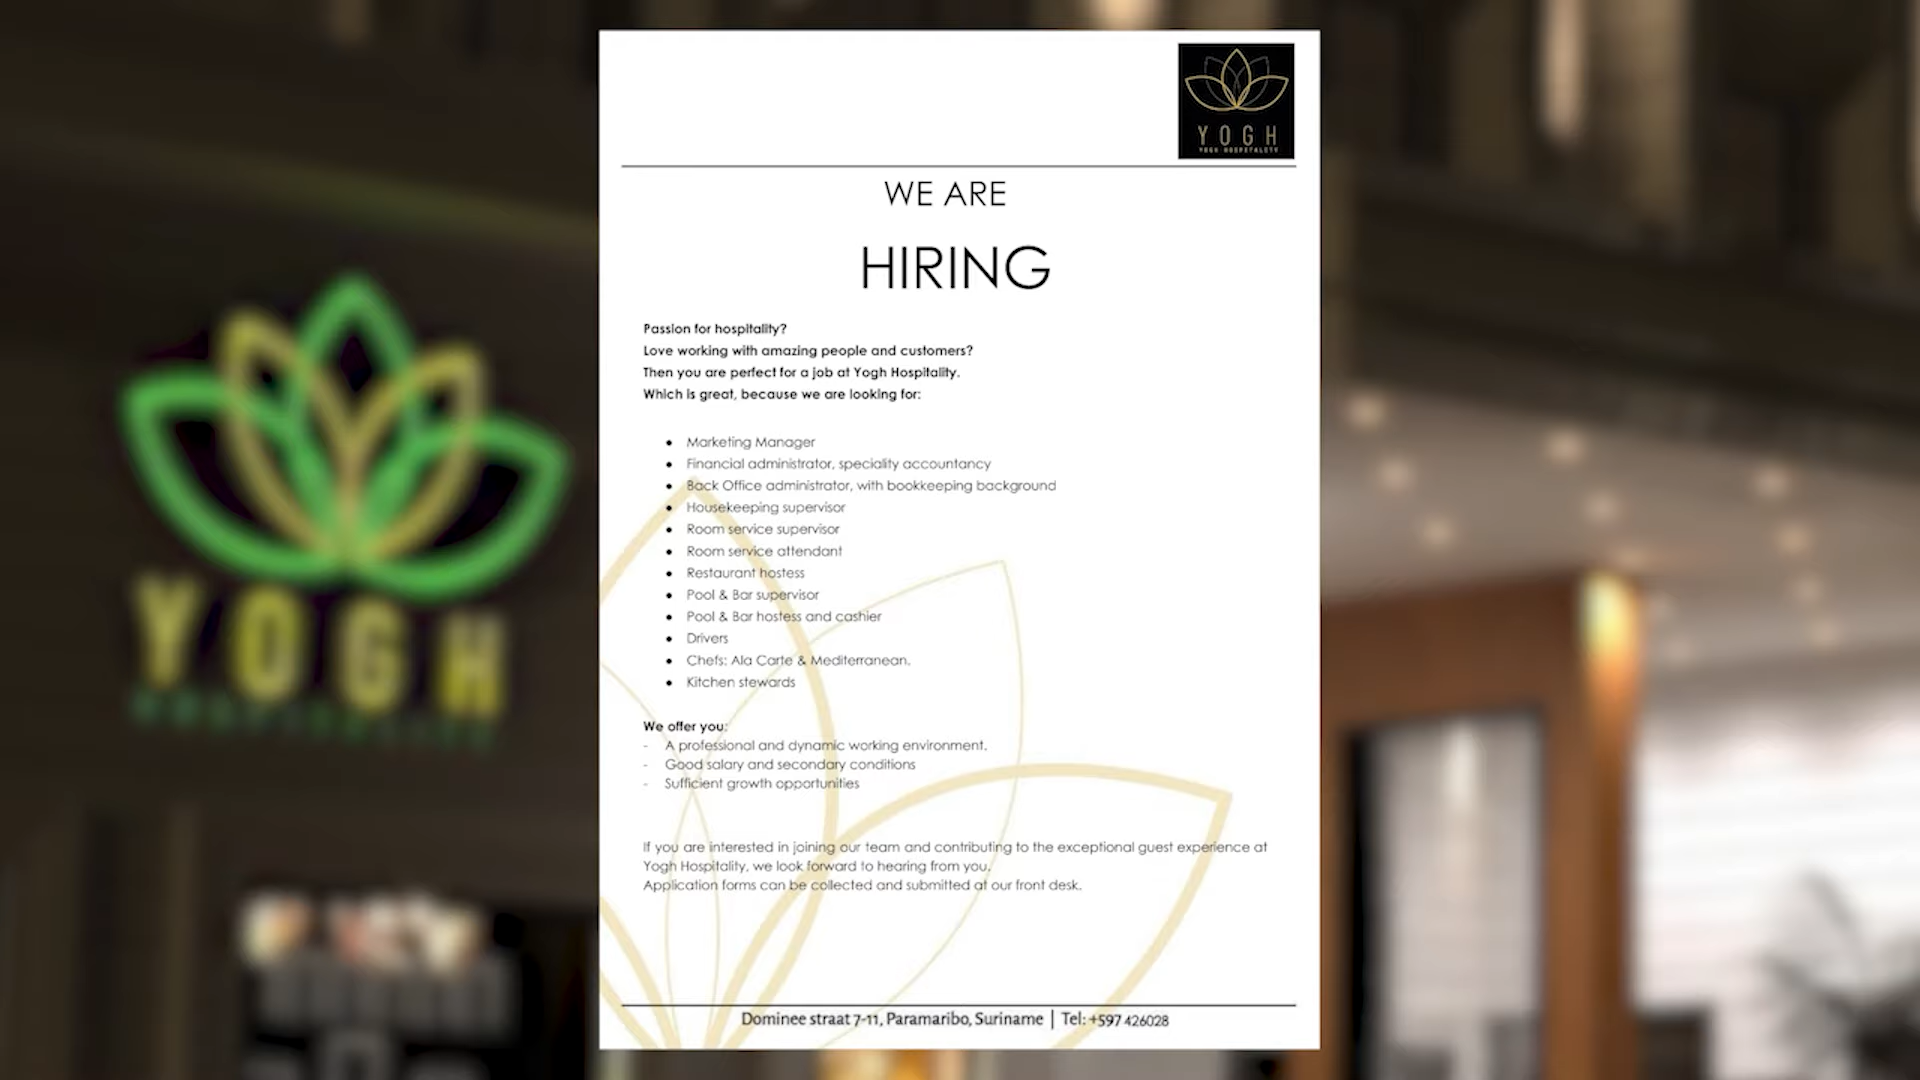 YOGH
YOGH HOSPITALITY
WE ARE
HIRING
Passion for hospitality?
Love working with amazing people and customers?
Then you are perfect for a job at Yogh Hospitality.
Which is great, because we are looking for:
• Marketing Manager
• Financial administrator, speciality accountancy
• Back Office administrator, with bookkeeping background
• Housekeeping supervisor
• Room service supervisor
• Room service attendant
• Restaurant hostess
• Pool & Bar supervisor
• Pool & Bar hostess and cashier
• Drivers
• Chefs: Ala Carte & Mediterranean.
• Kitchen stewards
We offer you:
- A professional and dynamic working environment.
- Good salary and secondary conditions
- Sufficient growth opportunities
If you are interested in joining our team and contributing to the exceptional guest experience at
Yogh Hospitality, we look forward to hearing from you.
Application forms can be collected and submitted at our front desk.
Dominee straat 7-11, Paramaribo, Suriname | Tel: +597 426028
YOGH
HOSPITALITY